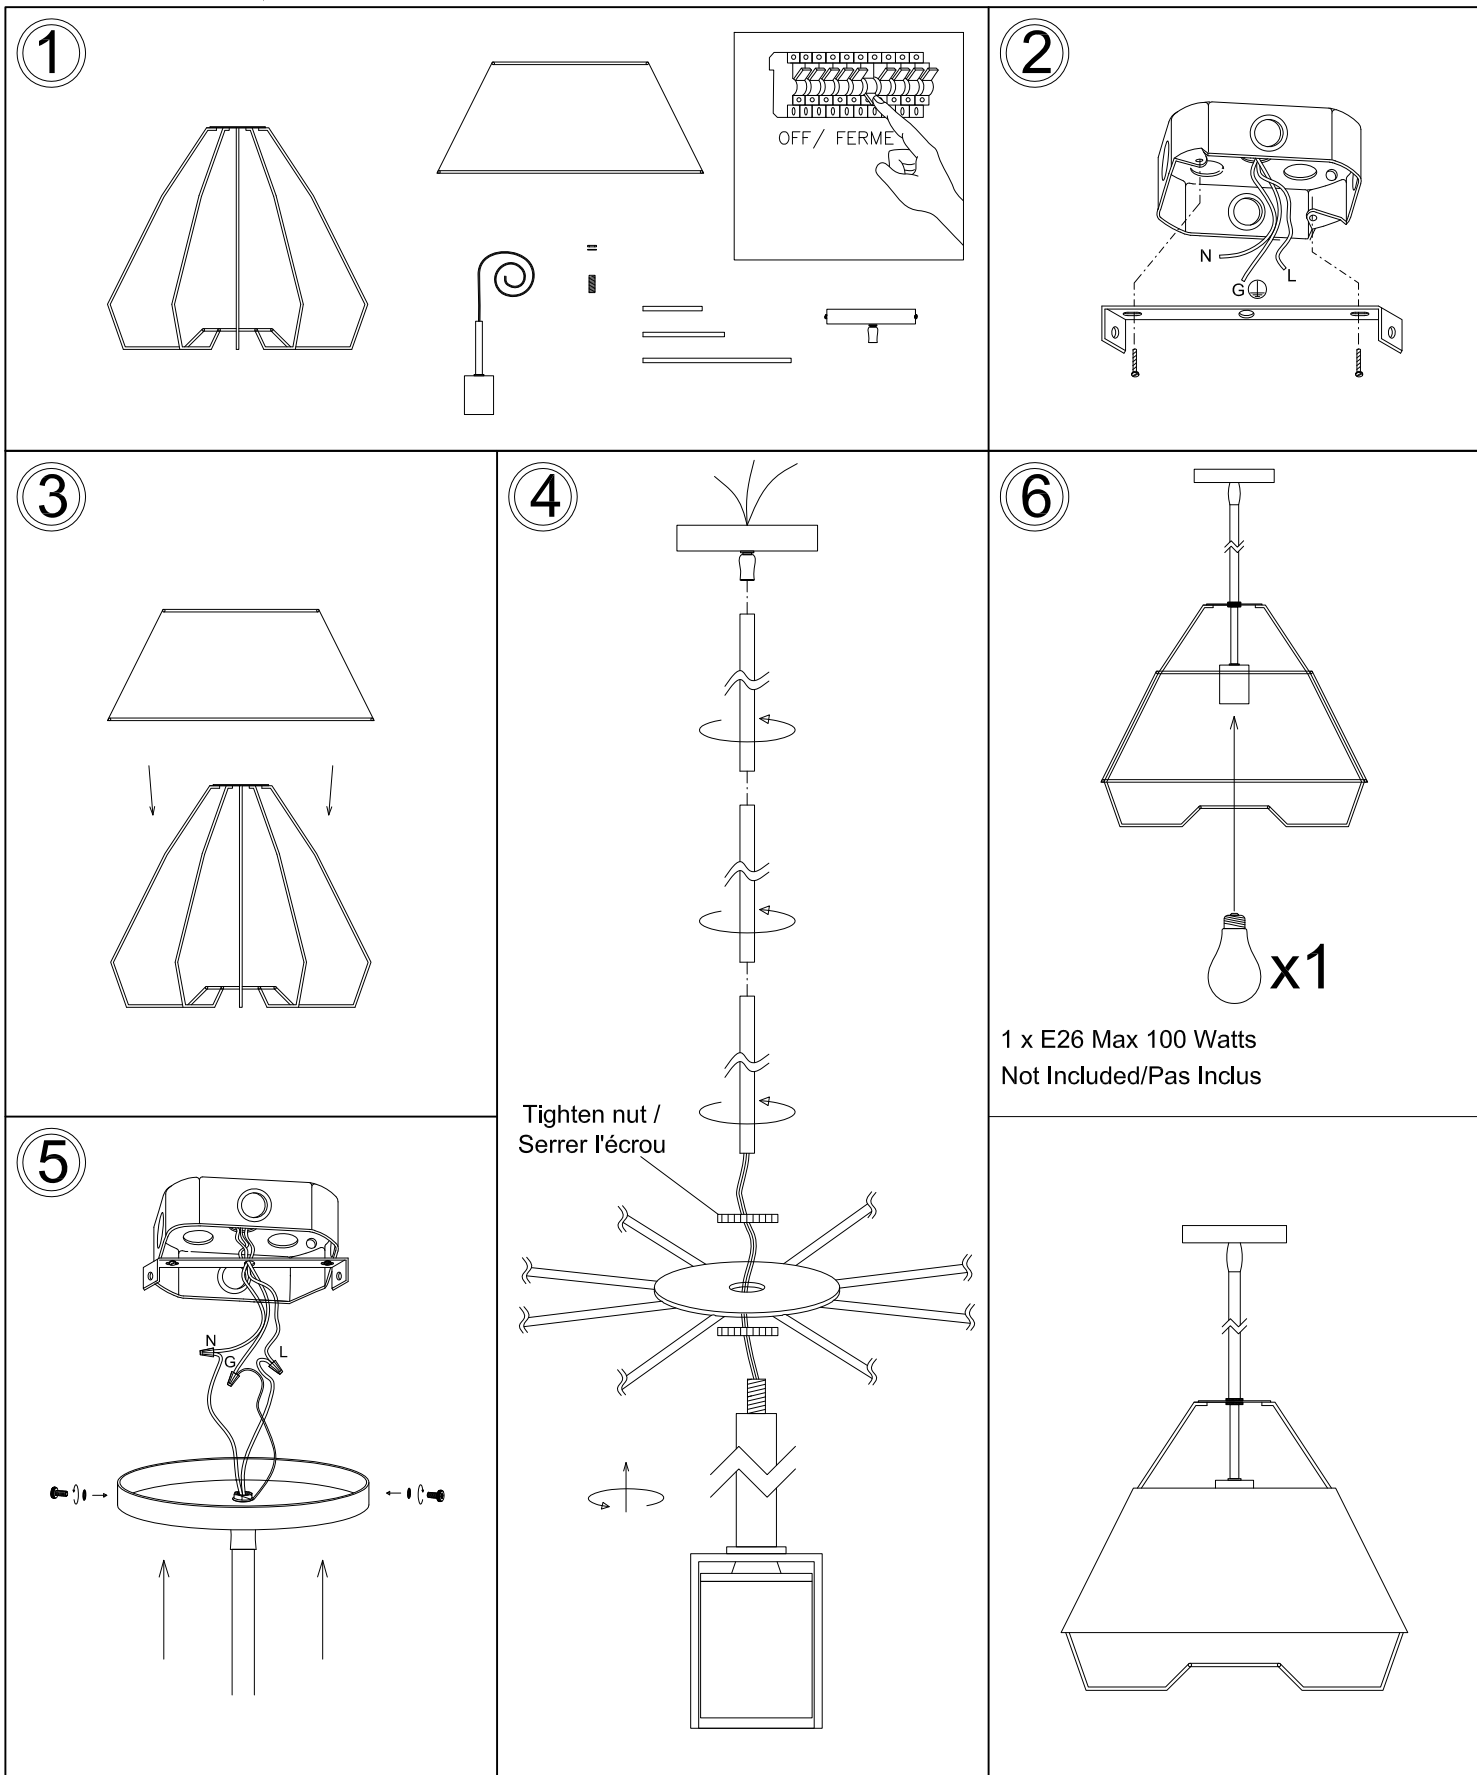 1
OFF/ FERME
2
N
G
L
3
4
Tighten nut /
Serrer l'écrou
5
N
G
L
6
x1
1 x E26 Max 100 Watts
Not Included/Pas Inclus